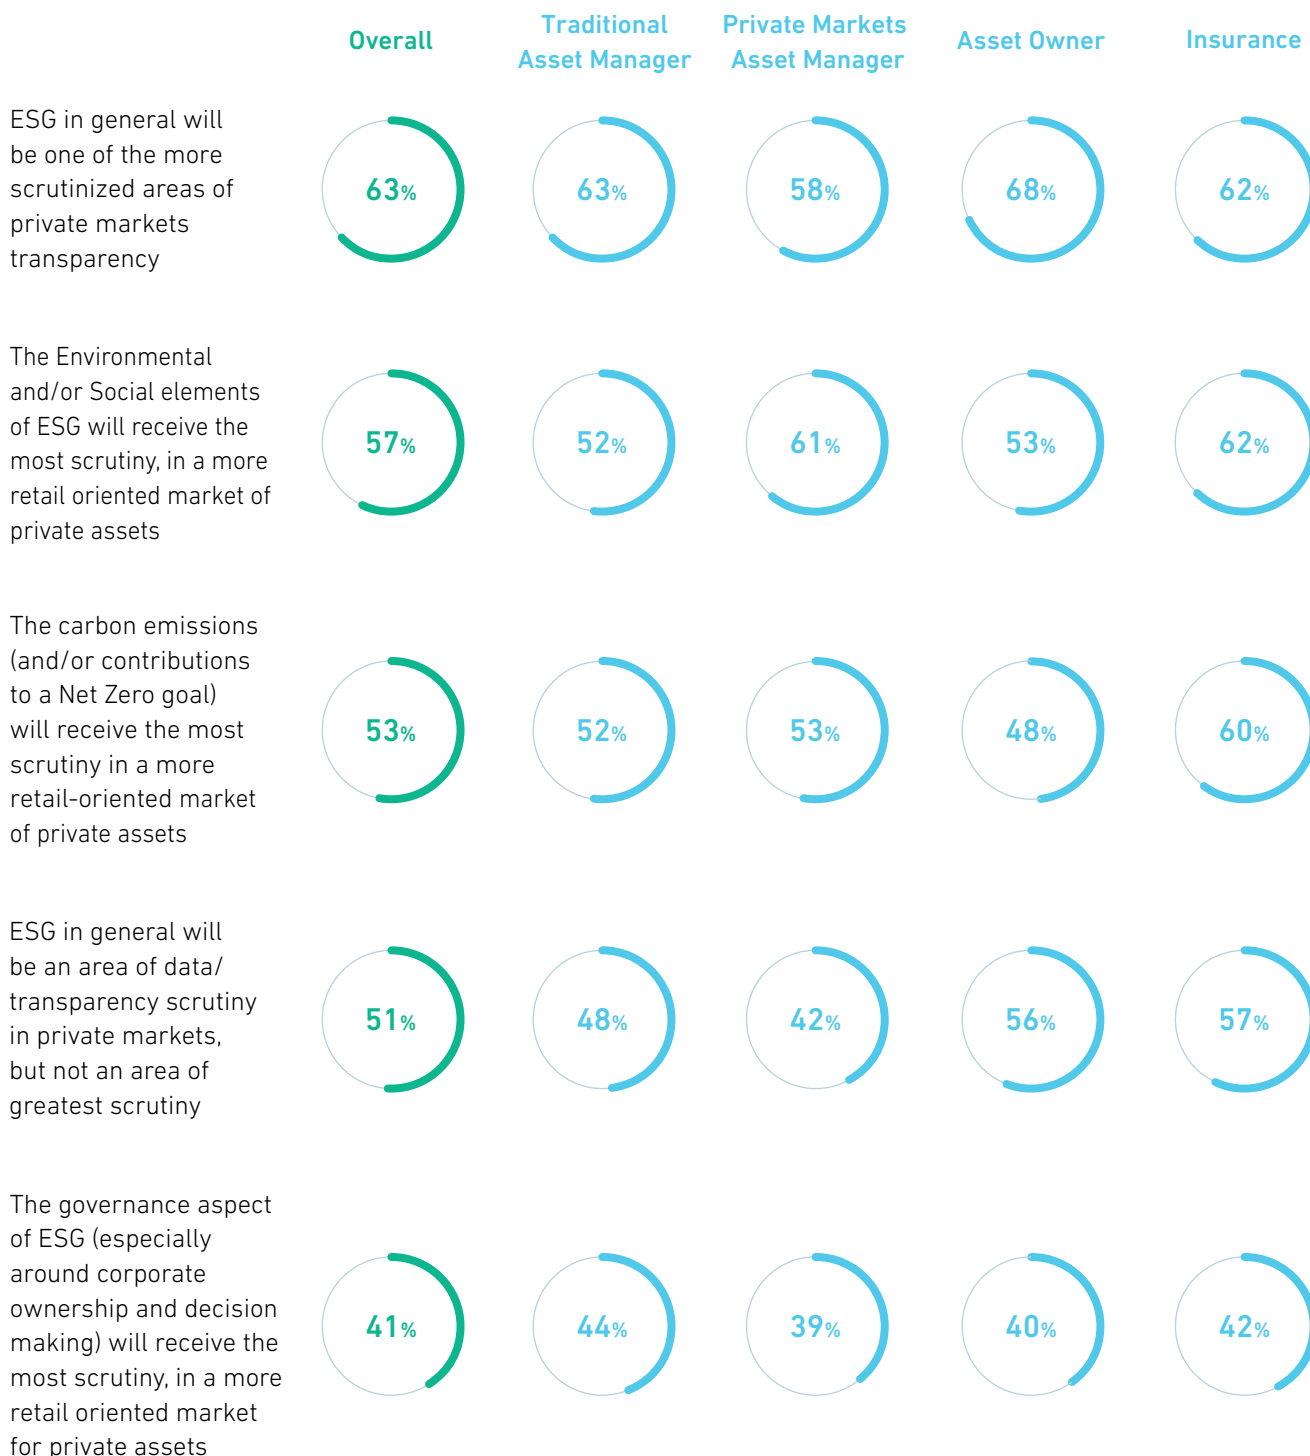 Overall
Traditional
Asset Manager
Private Markets
Asset Manager
Asset Owner
Insurance
ESG in general will
be one of the more
scrutinized areas of
private markets
transparency
63%
63%
58%
68%
62%
The Environmental
and/or Social elements
of ESG will receive the
most scrutiny, in a more
retail oriented market of
private assets
57%
52%
61%
53%
62%
The carbon emissions
(and/or contributions
to a Net Zero goal)
will receive the most
scrutiny in a more
retail-oriented market
of private assets
53%
52%
53%
48%
60%
ESG in general will
be an area of data/
transparency scrutiny
in private markets,
but not an area of
greatest scrutiny
51%
48%
42%
56%
57%
The governance aspect
of ESG (especially
around corporate
ownership and decision
making) will receive the
most scrutiny, in a more
retail oriented market
for private assets
41%
44%
39%
40%
42%